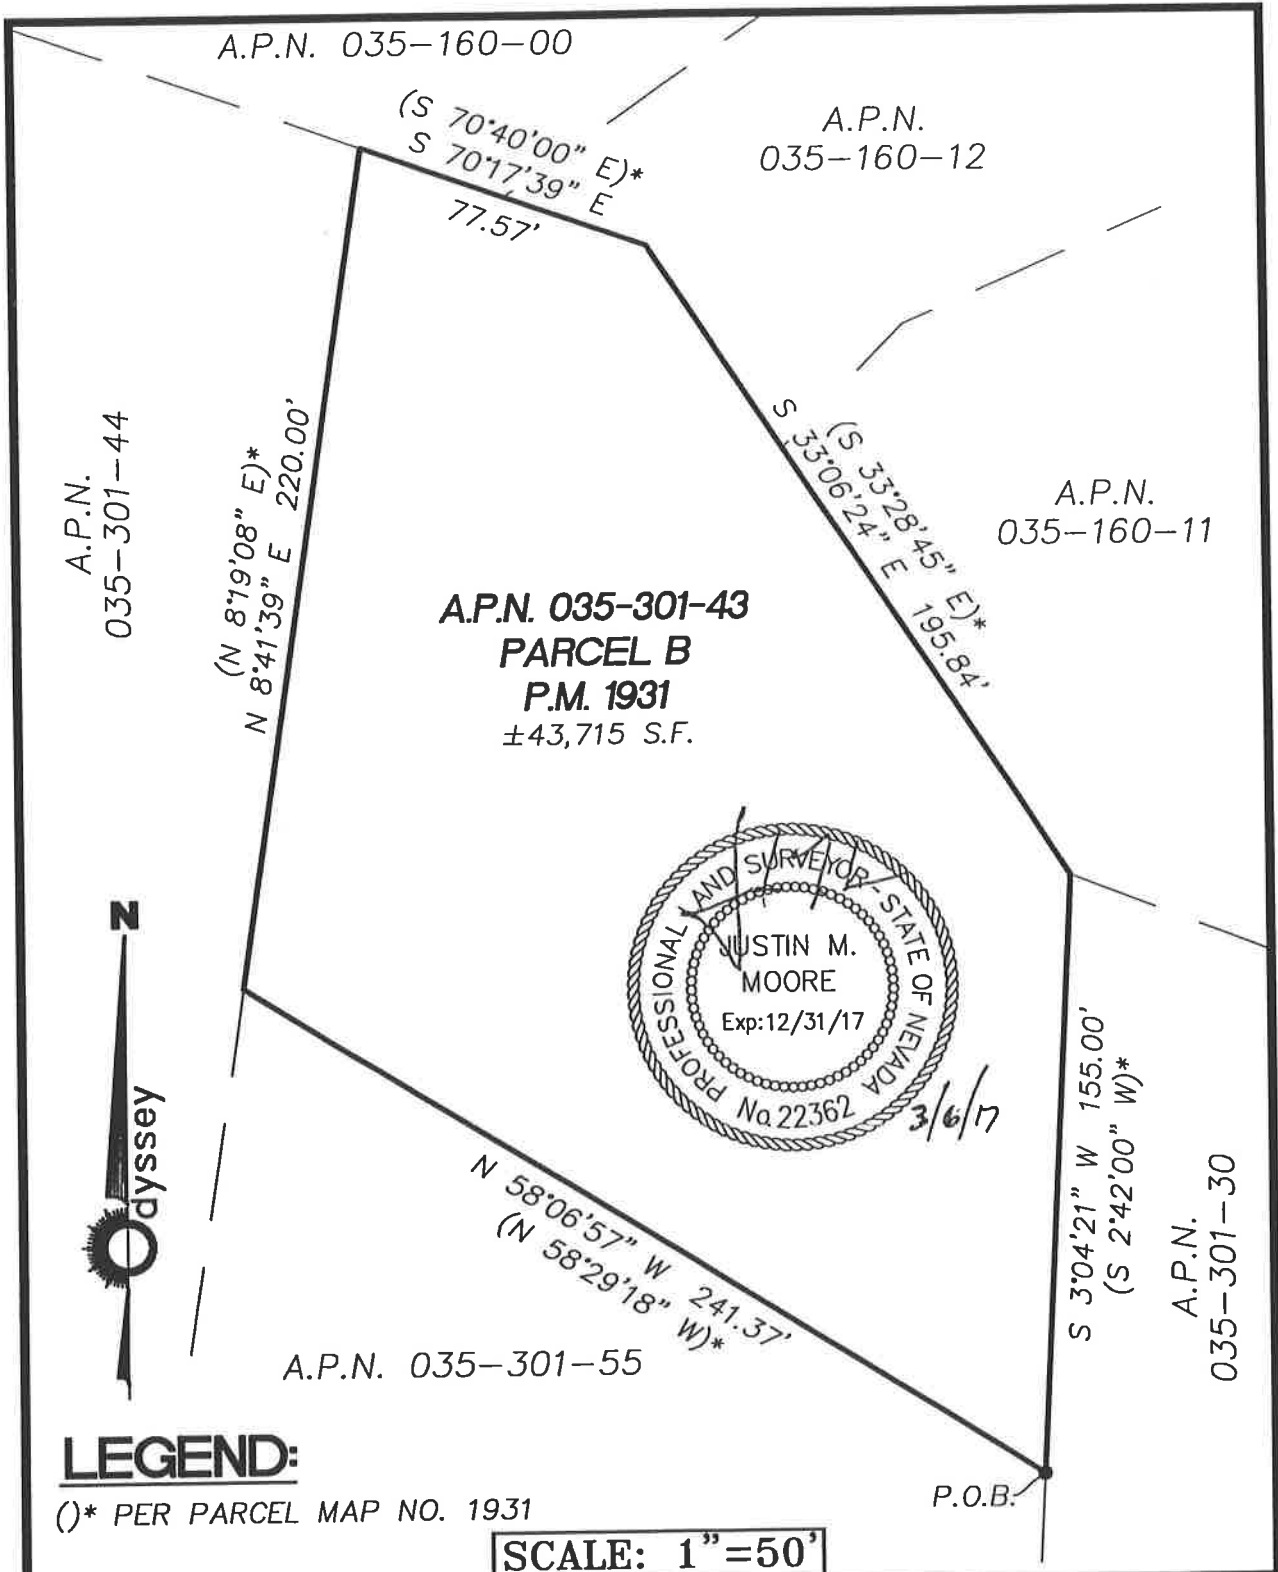 A.P.N. 035-160-00
(S 70°40'00" E)*
S 70°17'39" E
77.57'
A.P.N.
035-160-12
A.P.N.
035-301-44
(N 8°19'08" E)*
N 8°41'39" E 220.00'
(S 33°28'45" E)*
S 33°06'24" E 195.84'
A.P.N.
035-160-11
A.P.N. 035-301-43
PARCEL B
P.M. 1931
±43,715 S.F.
PROFESSIONAL LAND SURVEYOR - STATE OF NEVADA
JUSTIN M.
MOORE
Exp: 12/31/17
No. 22362
3/6/17
N
Odyssey
N 58°06'57" W 241.37'
(N 58°29'18" W)*
S 3°04'21" W 155.00'
(S 2°42'00" W)*
A.P.N.
035-301-30
A.P.N. 035-301-55
P.O.B.
LEGEND:
()* PER PARCEL MAP NO. 1931
SCALE: 1"=50'